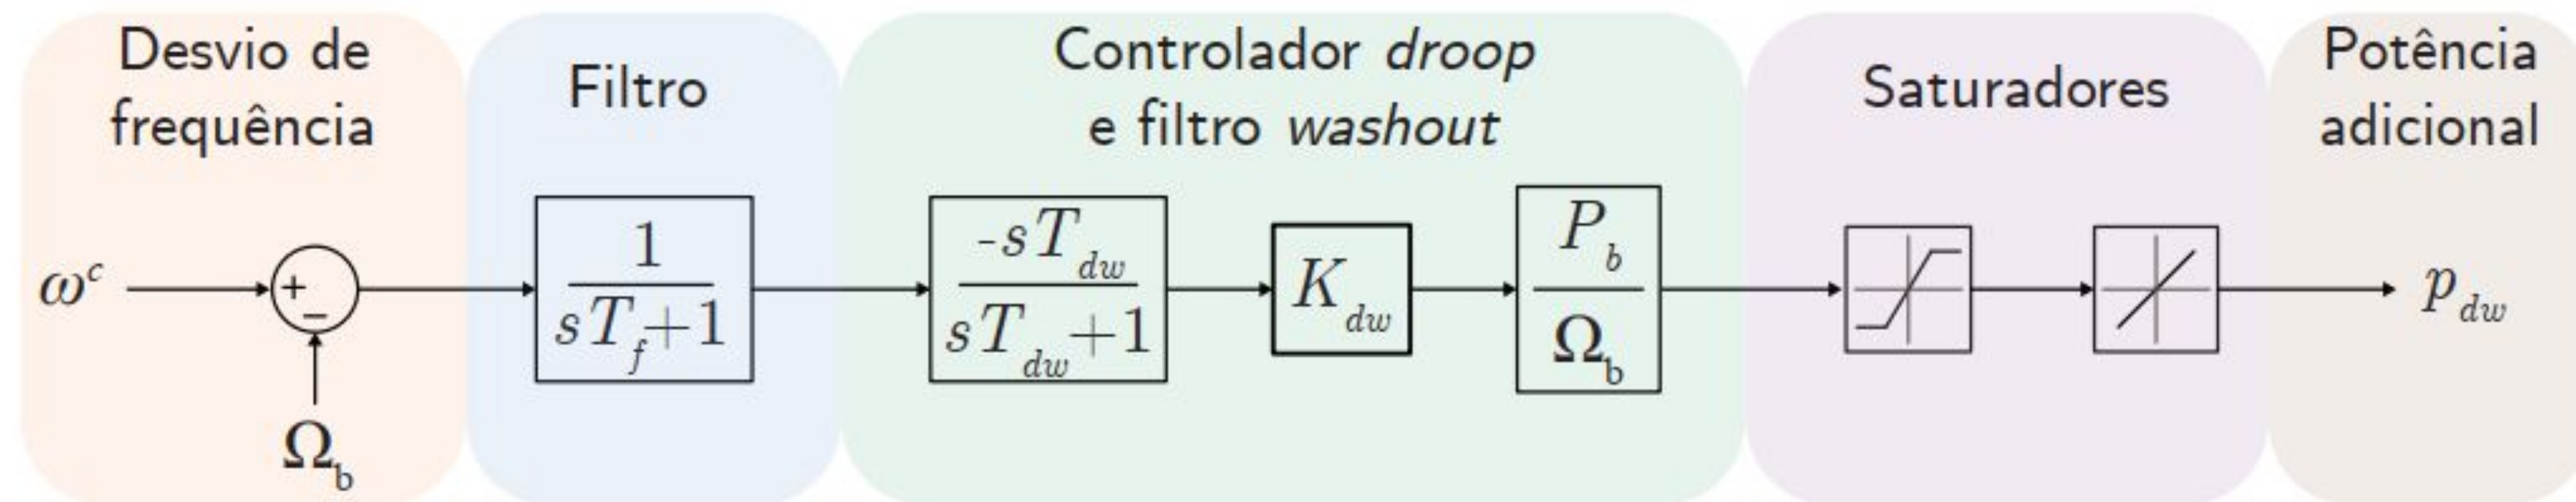 Desvio de
frequência
Filtro
Controlador droop
e filtro washout
Saturadores
Potência
adicional
ω^c
+
−
Ω_b
1
sT_f+1
-sT_dw
sT_dw+1
K_dw
P_b
Ω_b
p_dw